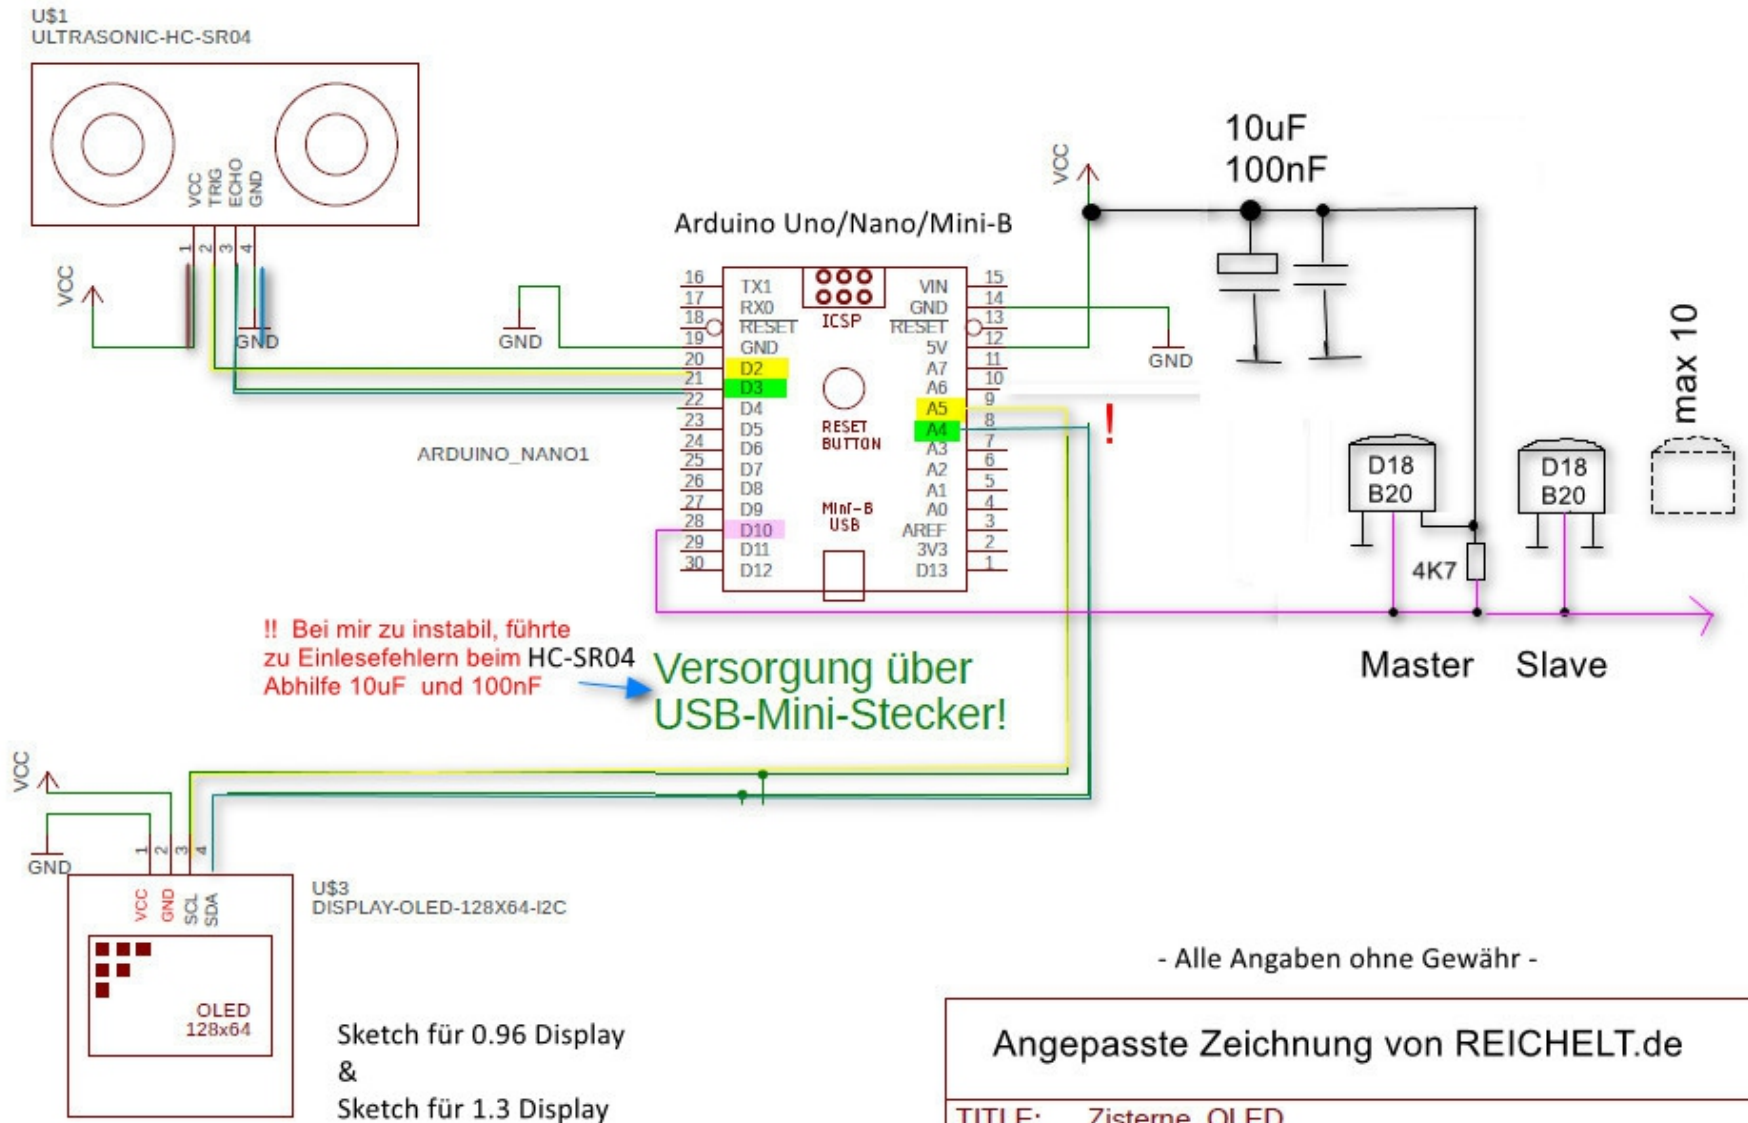 U$1
ULTRASONIC-HC-SR04
VCC
TRIG
ECHO
GND
1
2
3
4
VCC
GND
Arduino Uno/Nano/Mini-B
GND
16
17
18
19
20
21
22
23
24
25
26
27
28
29
30
TX1
RX0
RESET
GND
D2
D3
D4
D5
D6
D7
D8
D9
D10
D11
D12
ICSP
RESET
BUTTON
Mini-B
USB
VIN
GND
RESET
5V
A7
A6
A5
A4
A3
A2
A1
A0
AREF
3V3
D13
15
14
13
12
11
10
9
8
7
6
5
4
3
2
1
ARDUINO_NANO1
VCC
GND
!
10uF
100nF
max 10
D18
B20
D18
B20
4K7
Master
Slave
!! Bei mir zu instabil, führte
zu Einlesefehlern beim HC-SR04
Abhilfe 10uF und 100nF
Versorgung über
USB-Mini-Stecker!
VCC
GND
1
2
3
4
VCC
GND
SCL
SDA
U$3
DISPLAY-OLED-128X64-I2C
OLED
128x64
Sketch für 0.96 Display
&
Sketch für 1.3 Display
- Alle Angaben ohne Gewähr -
Angepasste Zeichnung von REICHELT.de
TITLE: Zisterne_OLED